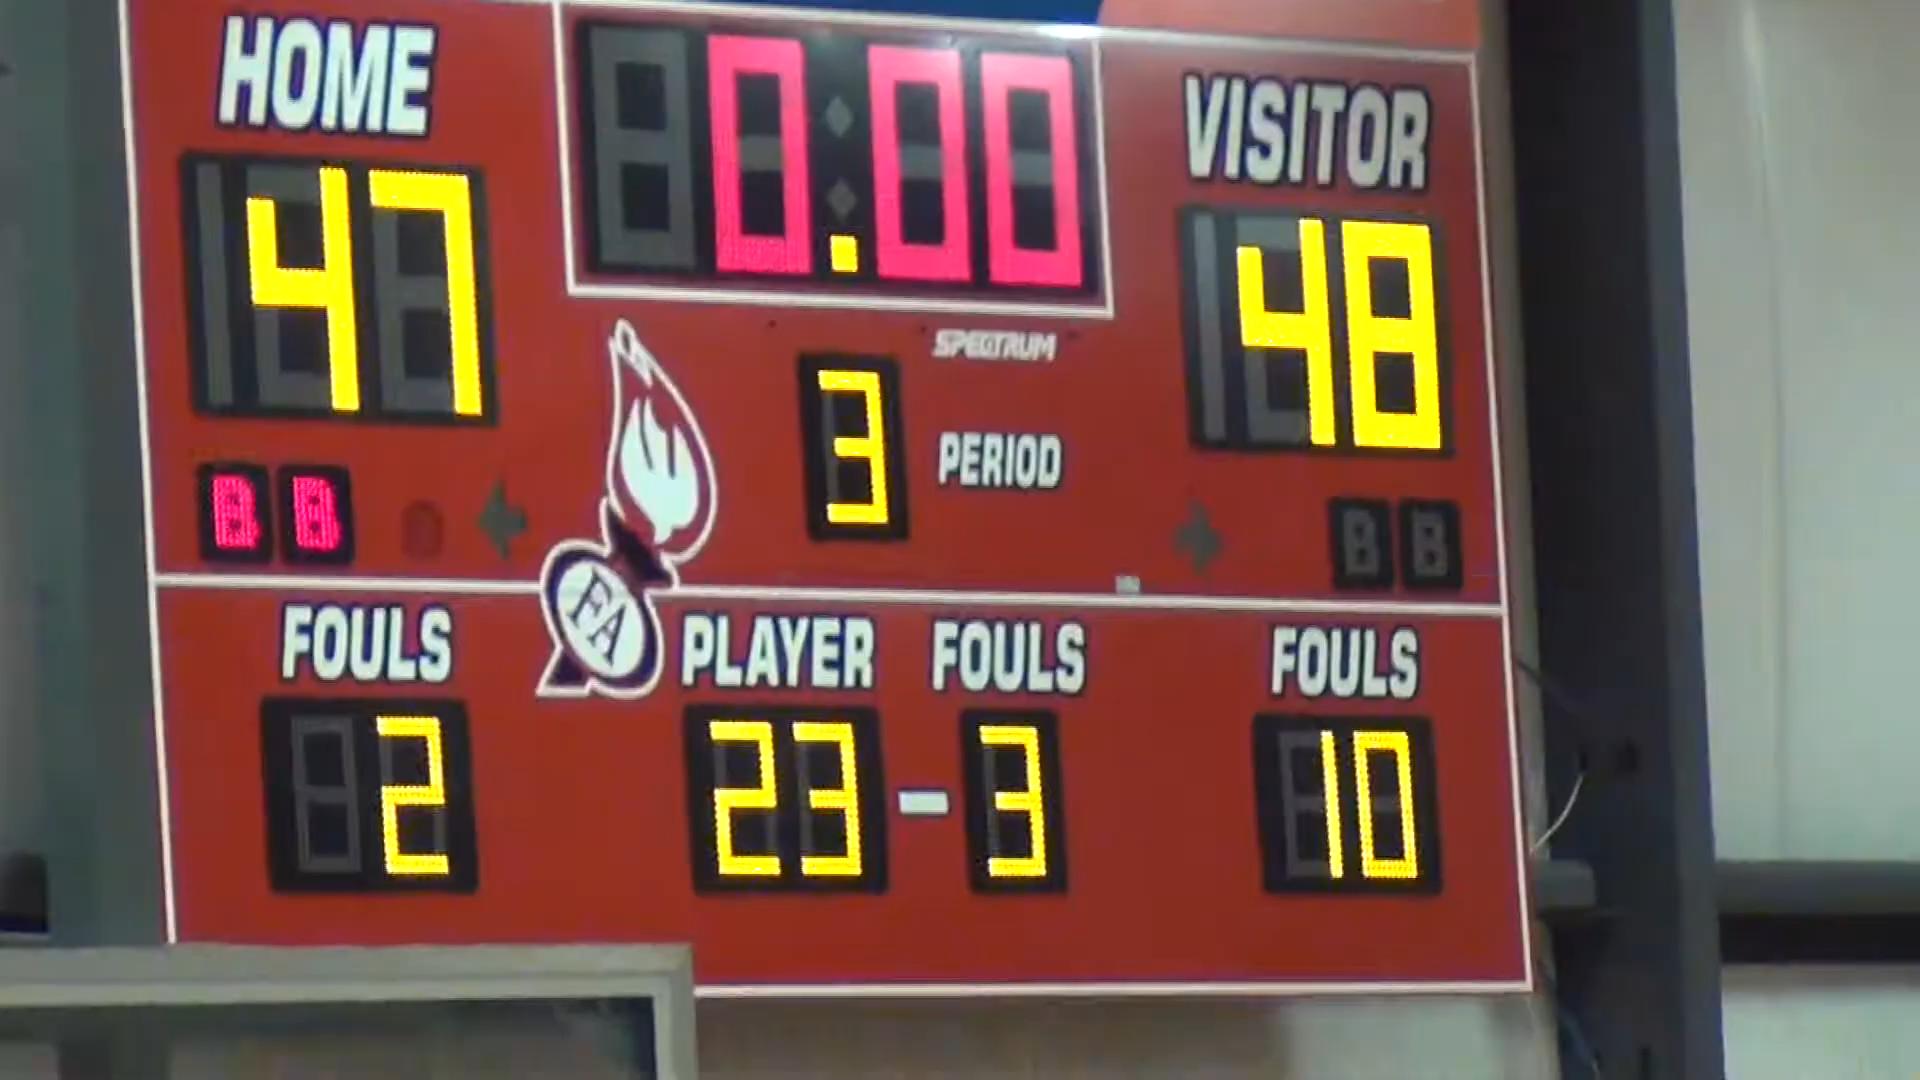 HOME
0.00
VISITOR
47
48
SPECTRUM
3
PERIOD
B B
B B
FA
FOULS
PLAYER FOULS
FOULS
2
23 - 3
10